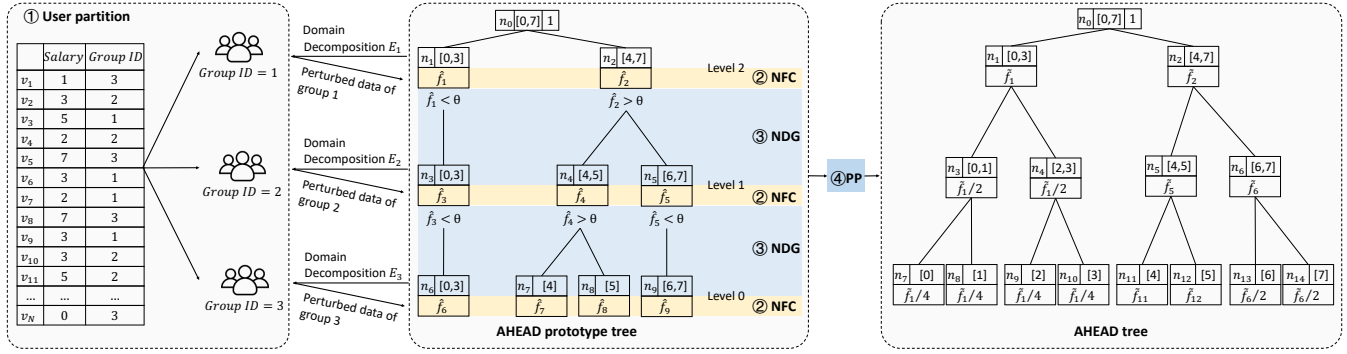 ① User partition
Salary Group ID
v₁ 1 3
v₂ 3 2
v₃ 5 1
v₄ 2 2
v₅ 7 3
v₆ 3 1
v₇ 2 1
v₈ 7 3
v₉ 3 1
v₁₀ 3 2
v₁₁ 5 2
... ... ...
v_N 0 3
Group ID = 1
Group ID = 2
Group ID = 3
Domain
Decomposition E₁
Perturbed data of
group 1
Domain
Decomposition E₂
Perturbed data of
group 2
Domain
Decomposition E₃
Perturbed data of
group 3
n₀ [0,7] 1
n₁ [0,3] n₂ [4,7]
Level 2
f̂₁ f̂₂ ② NFC
f̂₁ < θ f̂₂ > θ
③ NDG
n₃ [0,3] n₄ [4,5] n₅ [6,7]
Level 1
f̂₃ f̂₄ f̂₅ ② NFC
f̂₃ < θ f̂₄ > θ f̂₅ < θ
③ NDG
n₆ [0,3] n₇ [4] n₈ [5] n₉ [6,7]
Level 0
f̂₆ f̂₇ f̂₈ f̂₉ ② NFC
AHEAD prototype tree
④PP
n₀ [0,7] 1
n₁ [0,3] n₂ [4,7]
f̃₁ f̃₂
n₃ [0,1] n₄ [2,3] n₅ [4,5] n₆ [6,7]
f̃₁/2 f̃₁/2 f̃₅ f̃₆
n₇ [0] n₈ [1] n₉ [2] n₁₀ [3] n₁₁ [4] n₁₂ [5] n₁₃ [6] n₁₄ [7]
f̃₁/4 f̃₁/4 f̃₁/4 f̃₁/4 f̃₁₁ f̃₁₂ f̃₆/2 f̃₆/2
AHEAD tree